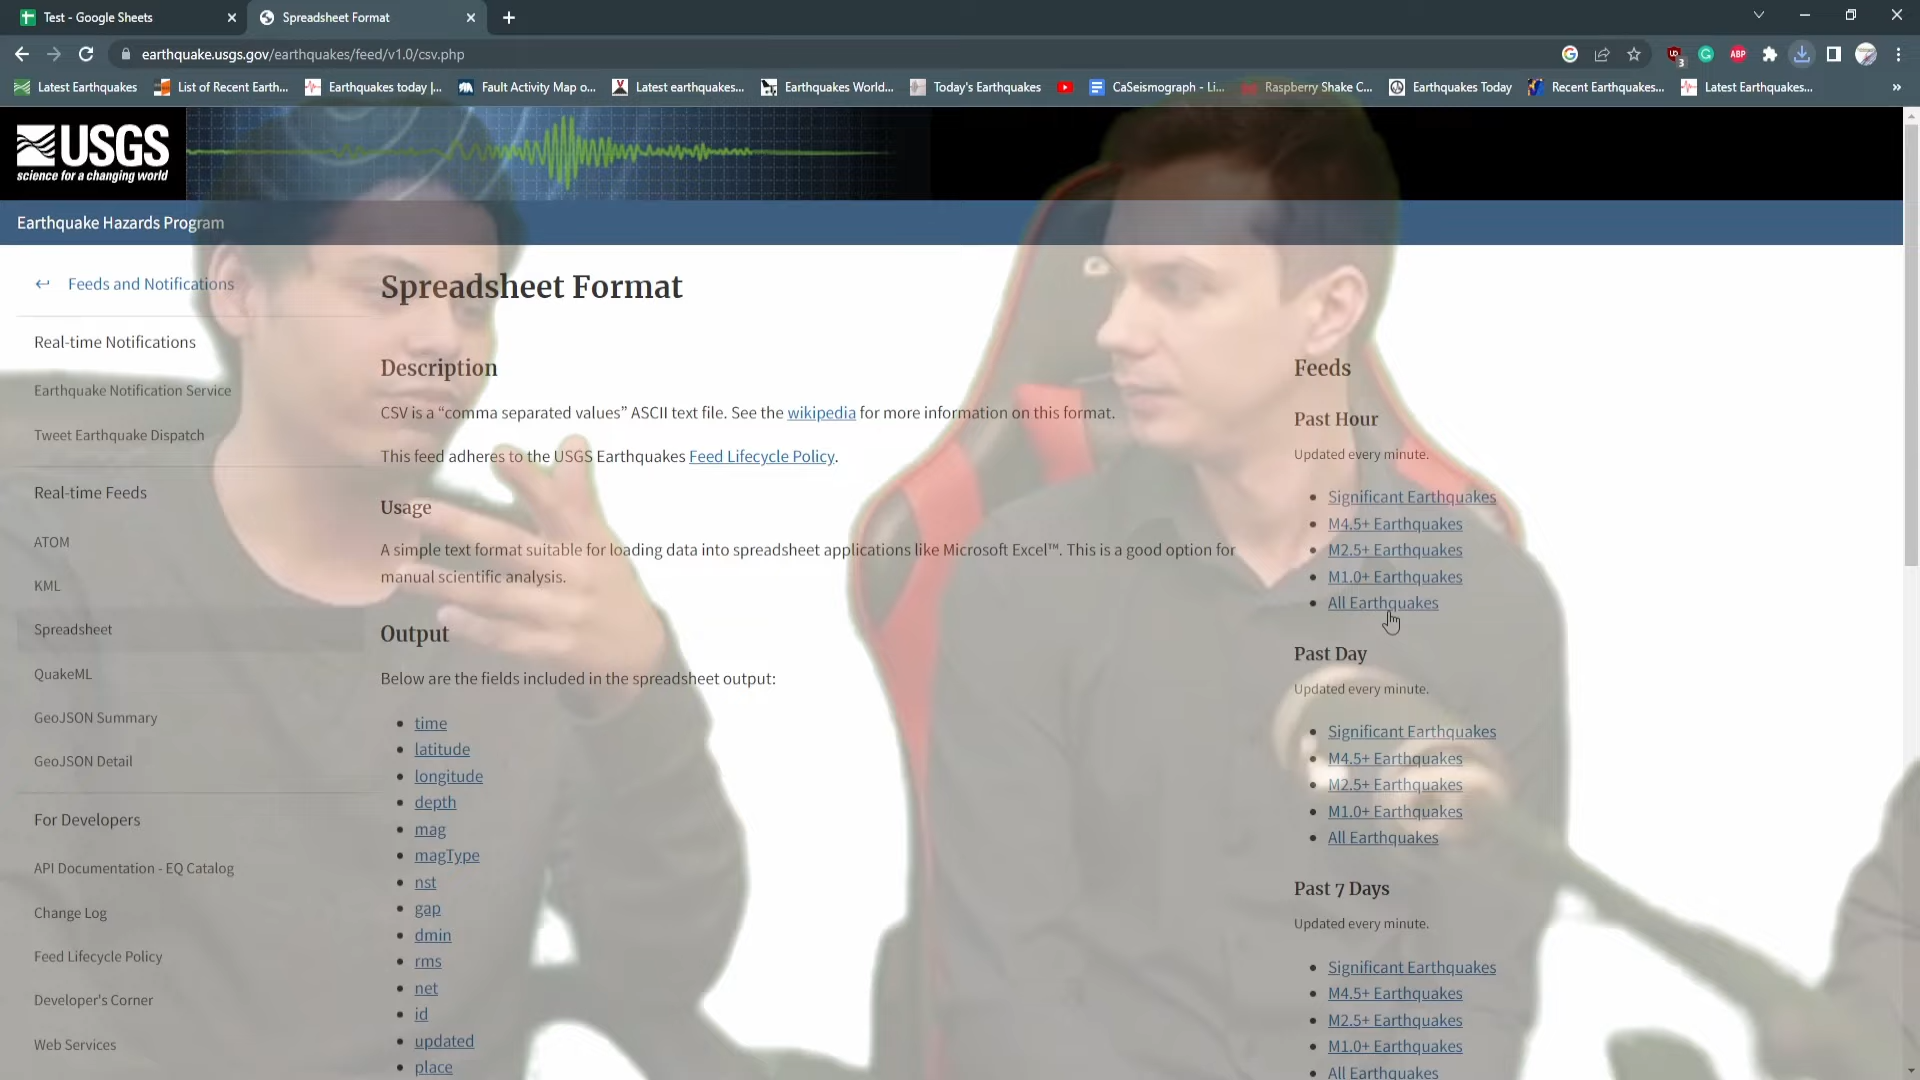 Test - Google Sheets
Spreadsheet Format
earthquake.usgs.gov/earthquakes/feed/v1.0/csv.php
UD
3
G
ABP
Latest Earthquakes
List of Recent Earth...
Earthquakes today |...
Fault Activity Map o...
Latest earthquakes...
Earthquakes World...
Today's Earthquakes
CaSeismograph - Li...
Raspberry Shake C...
Earthquakes Today
Recent Earthquakes...
Latest Earthquakes...
USGS
science for a changing world
Earthquake Hazards Program
Feeds and Notifications
Real-time Notifications
Earthquake Notification Service
Tweet Earthquake Dispatch
Real-time Feeds
ATOM
KML
Spreadsheet
QuakeML
GeoJSON Summary
GeoJSON Detail
For Developers
API Documentation - EQ Catalog
Change Log
Feed Lifecycle Policy
Developer's Corner
Web Services
Spreadsheet Format
Description
CSV is a “comma separated values” ASCII text file. See the wikipedia for more information on this format.
This feed adheres to the USGS Earthquakes Feed Lifecycle Policy.
Usage
A simple text format suitable for loading data into spreadsheet applications like Microsoft Excel™. This is a good option for
manual scientific analysis.
Output
Below are the fields included in the spreadsheet output:
time
latitude
longitude
depth
mag
magType
nst
gap
dmin
rms
net
id
updated
place
Feeds
Past Hour
Updated every minute.
Significant Earthquakes
M4.5+ Earthquakes
M2.5+ Earthquakes
M1.0+ Earthquakes
All Earthquakes
Past Day
Updated every minute.
Significant Earthquakes
M4.5+ Earthquakes
M2.5+ Earthquakes
M1.0+ Earthquakes
All Earthquakes
Past 7 Days
Updated every minute.
Significant Earthquakes
M4.5+ Earthquakes
M2.5+ Earthquakes
M1.0+ Earthquakes
All Earthquakes